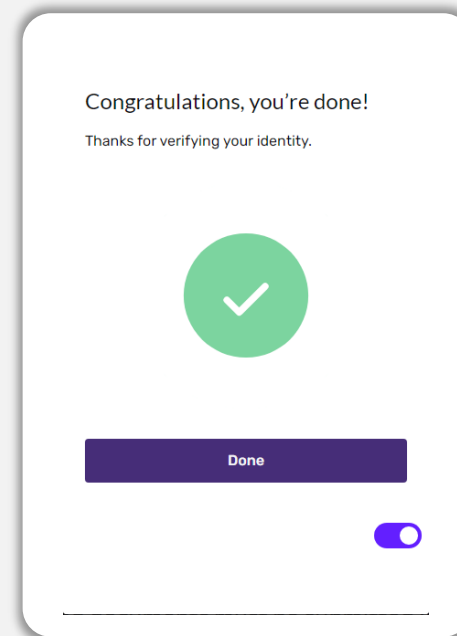 Congratulations, you’re done!
Thanks for verifying your identity.
Done